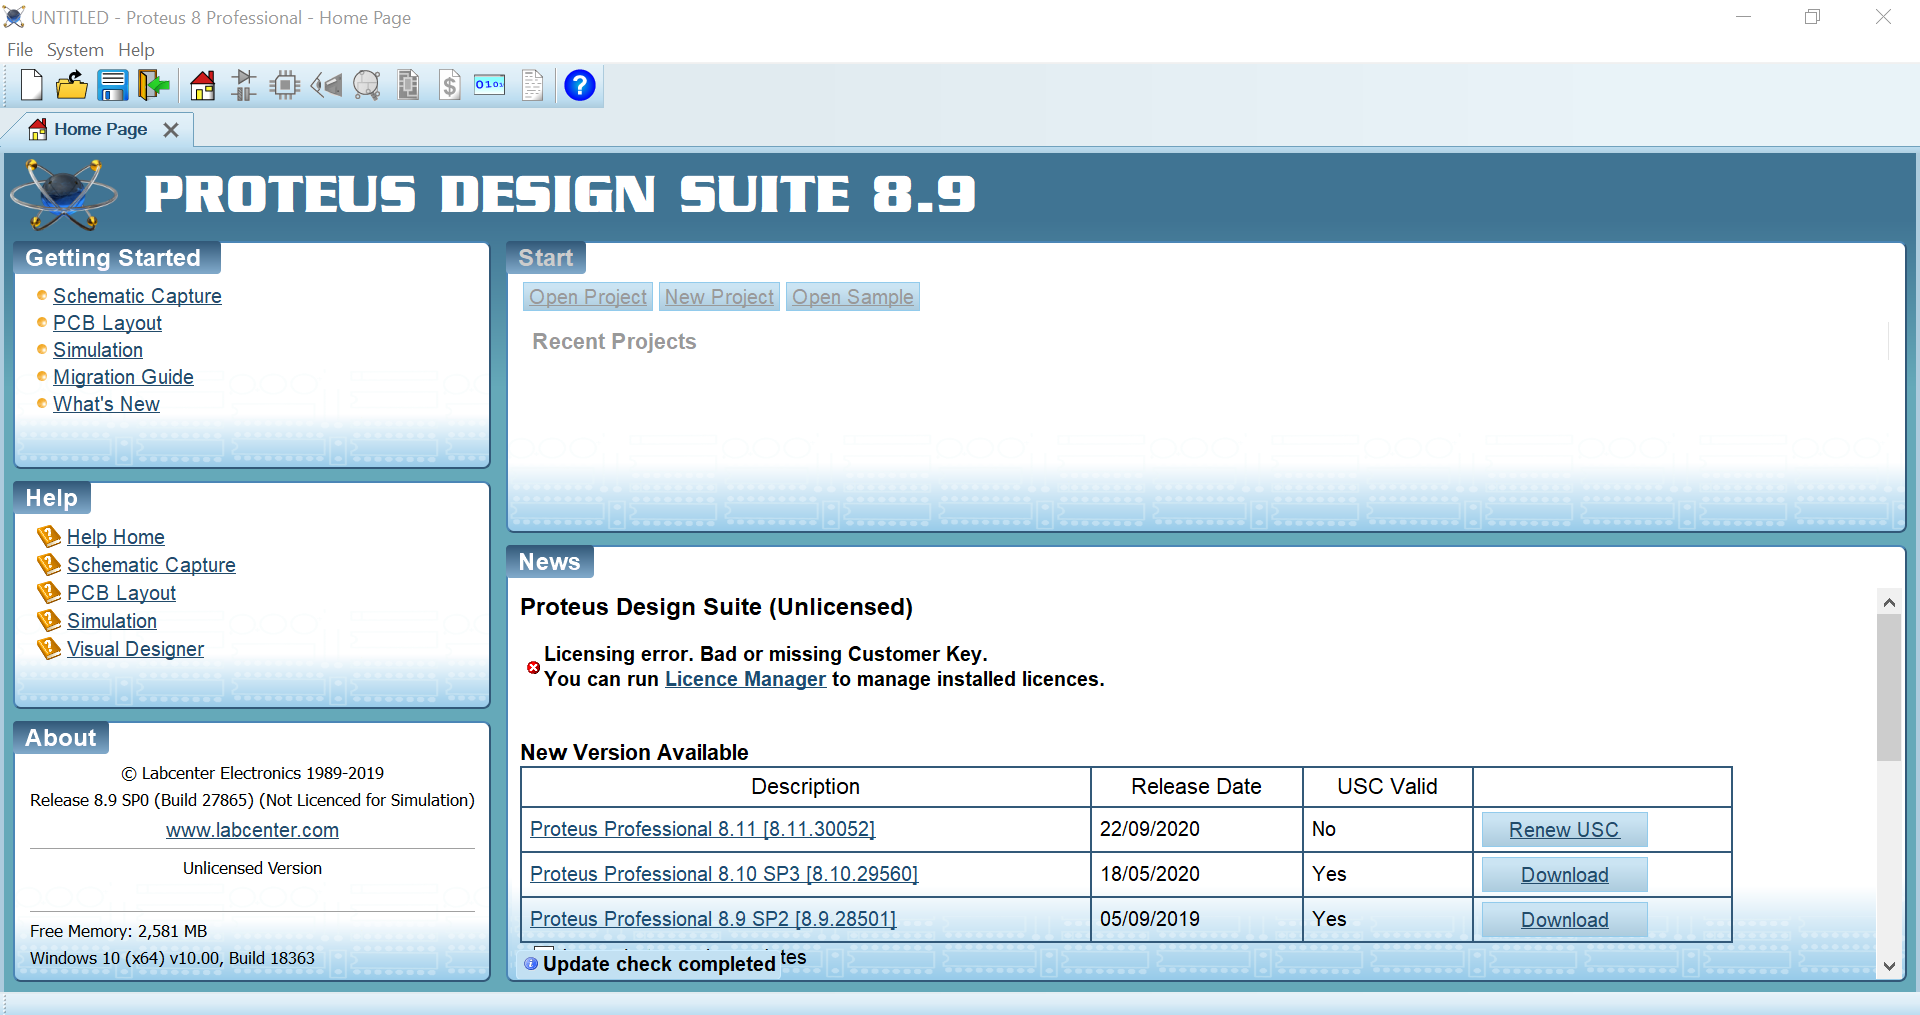 UNTITLED - Proteus 8 Professional - Home Page
File System Help
$ 0101 ?
Home Page
PROTEUS DESIGN SUITE 8.9
Getting Started
Schematic Capture
PCB Layout
Simulation
Migration Guide
What's New
Help
Help Home
Schematic Capture
PCB Layout
Simulation
Visual Designer
About
© Labcenter Electronics 1989-2019
Release 8.9 SP0 (Build 27865) (Not Licenced for Simulation)
www.labcenter.com
Unlicensed Version
Free Memory: 2,581 MB
Windows 10 (x64) v10.00, Build 18363
Start
Open Project New Project Open Sample
Recent Projects
News
Proteus Design Suite (Unlicensed)
Licensing error. Bad or missing Customer Key.
You can run Licence Manager to manage installed licences.
New Version Available
Description Release Date USC Valid
Proteus Professional 8.11 [8.11.30052] 22/09/2020 No Renew USC
Proteus Professional 8.10 SP3 [8.10.29560] 18/05/2020 Yes Download
Proteus Professional 8.9 SP2 [8.9.28501] 05/09/2019 Yes Download
Update check completed